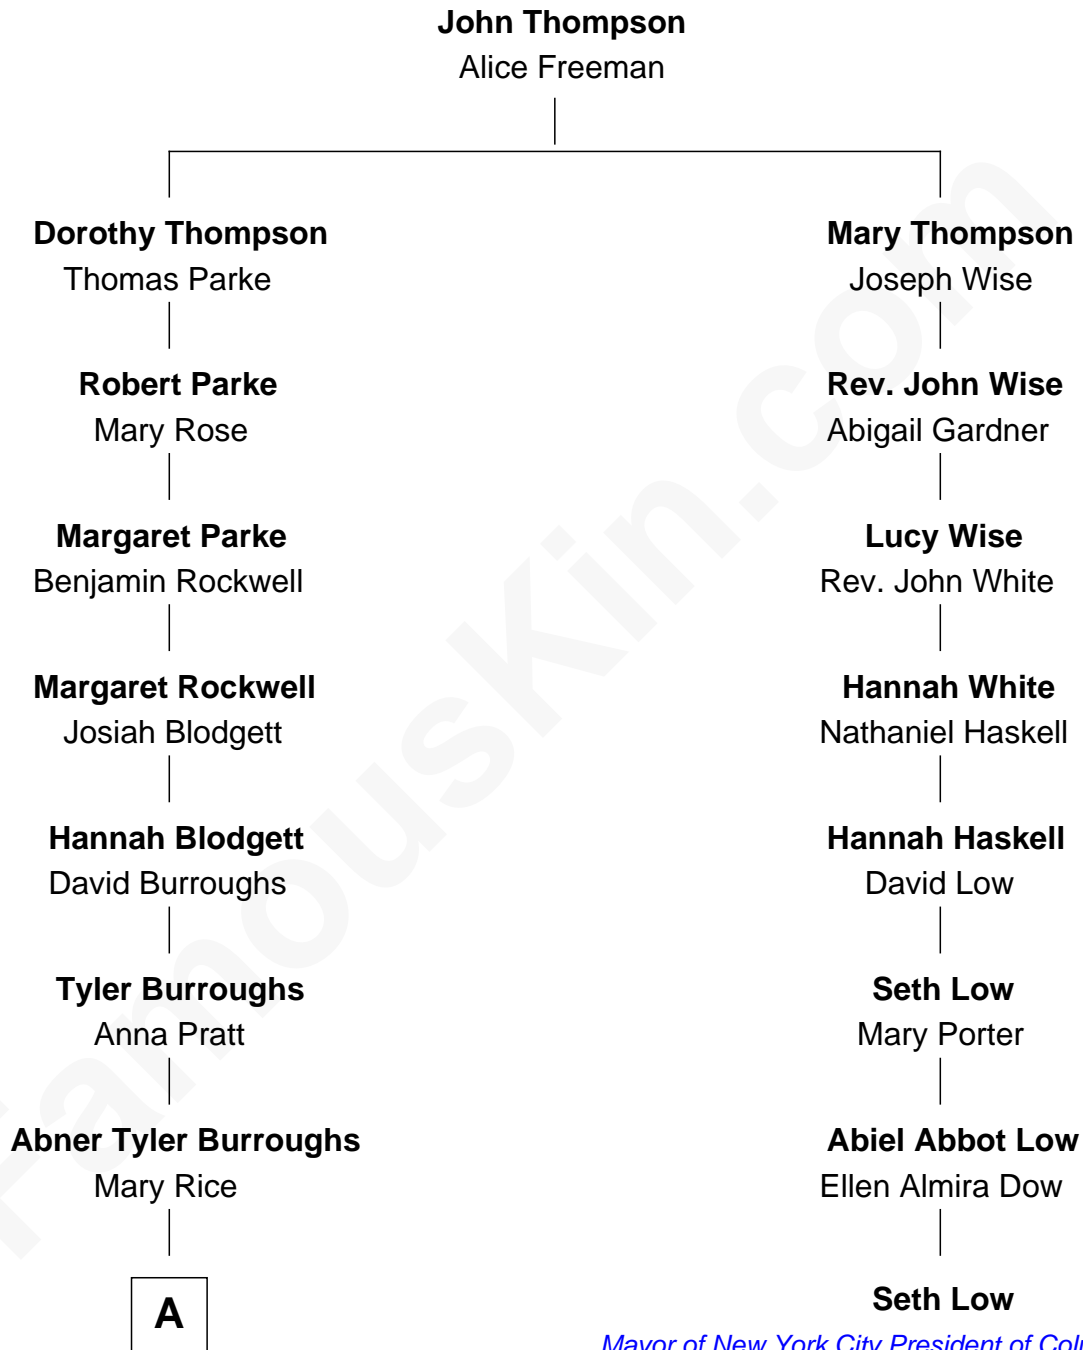 John Thompson
Alice Freeman
Dorothy Thompson
Thomas Parke
Mary Thompson
Joseph Wise
Robert Parke
Mary Rose
Rev. John Wise
Abigail Gardner
Margaret Parke
Benjamin Rockwell
Lucy Wise
Rev. John White
Margaret Rockwell
Josiah Blodgett
Hannah White
Nathaniel Haskell
Hannah Blodgett
David Burroughs
Hannah Haskell
David Low
Tyler Burroughs
Anna Pratt
Seth Low
Mary Porter
Abner Tyler Burroughs
Mary Rice
Abiel Abbot Low
Ellen Almira Dow
A
Seth Low
Mayor of New York City President of
FamousKin.com